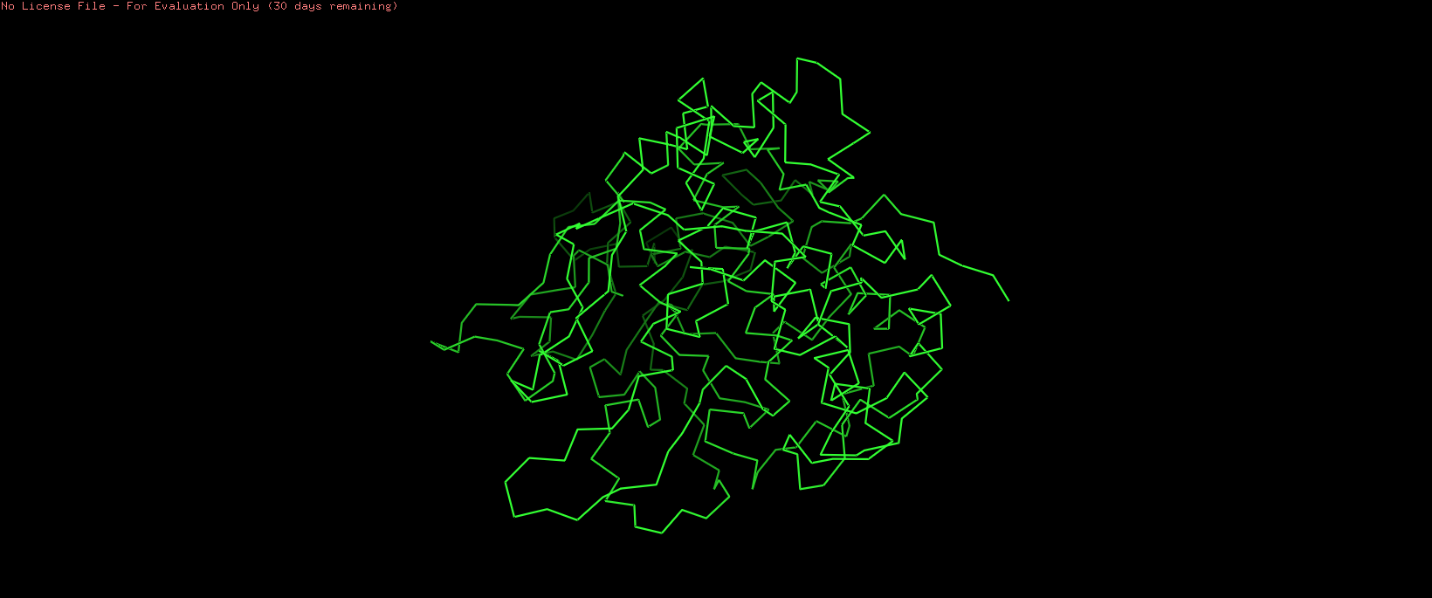 No License File - For Evaluation Only (30 days remaining)